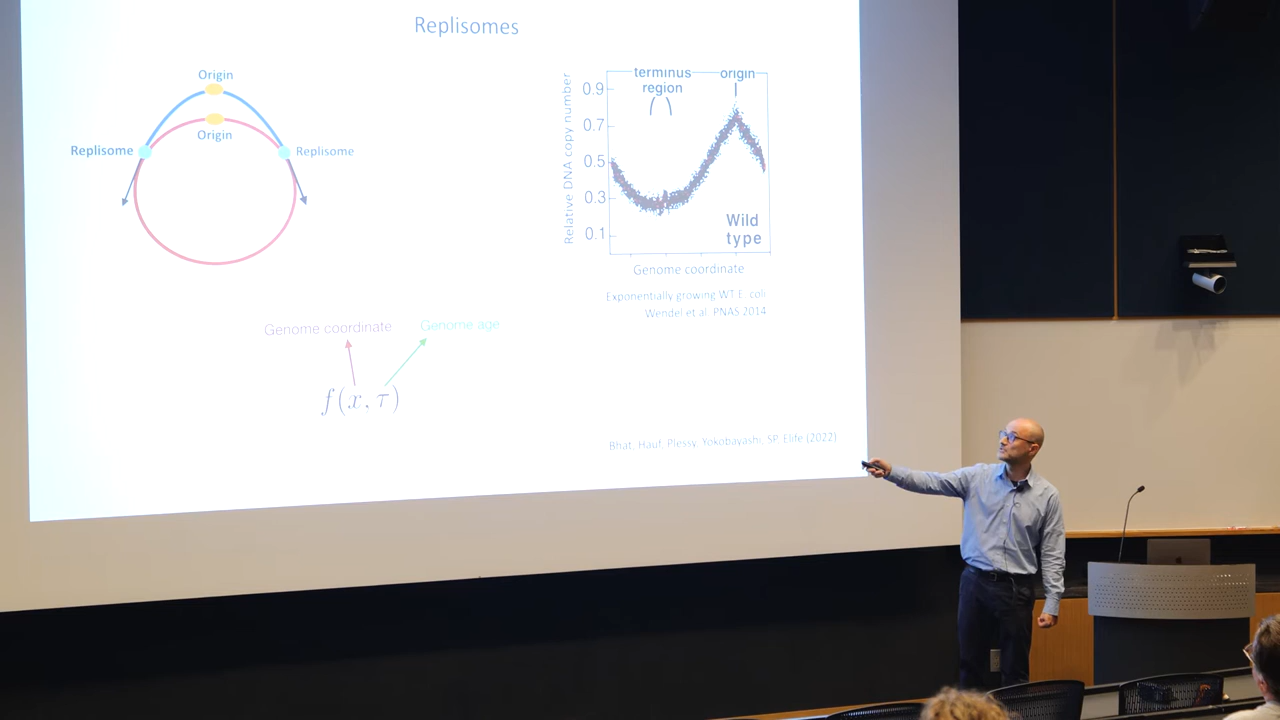 Replisomes
Origin
Origin
Replisome
Replisome
Genome coordinate
Genome age
f(x, τ)
terminus region
origin
Relative DNA copy number
0.9
0.7
0.5
0.3
0.1
Wild type
Genome coordinate
Exponentially growing WT E. coli
Wendel et al. PNAS 2014
Bhat, Hauf, Plessy, Yokobayashi, SP. Elife (2022)